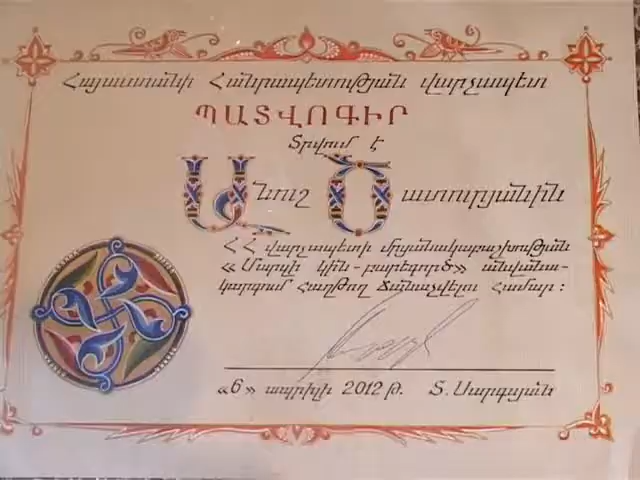 Հայաստանի Հանրապետության վարչապետ
ՊԱՏՎՈԳԻՐ
Տրվում է
Անուշ Ծատուրյանին
ՀՀ վարչապետի մրցանակաբաշխության
« Մարզի կին - բարեգործ» անվանա-
կարգում հաղթող ճանաչվելու համար :
«6» ապրիլի 2012 թ. Տ. Սարգսյան